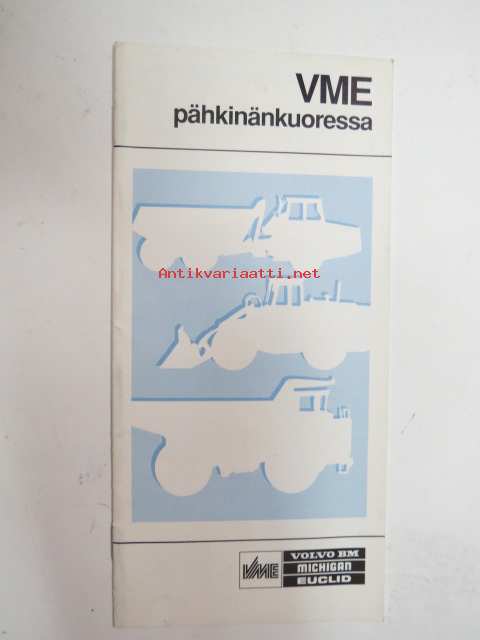 VME
pähkinänkuoressa
Antikvariaatti.net
VME
VOLVO BM
MICHIGAN
EUCLID